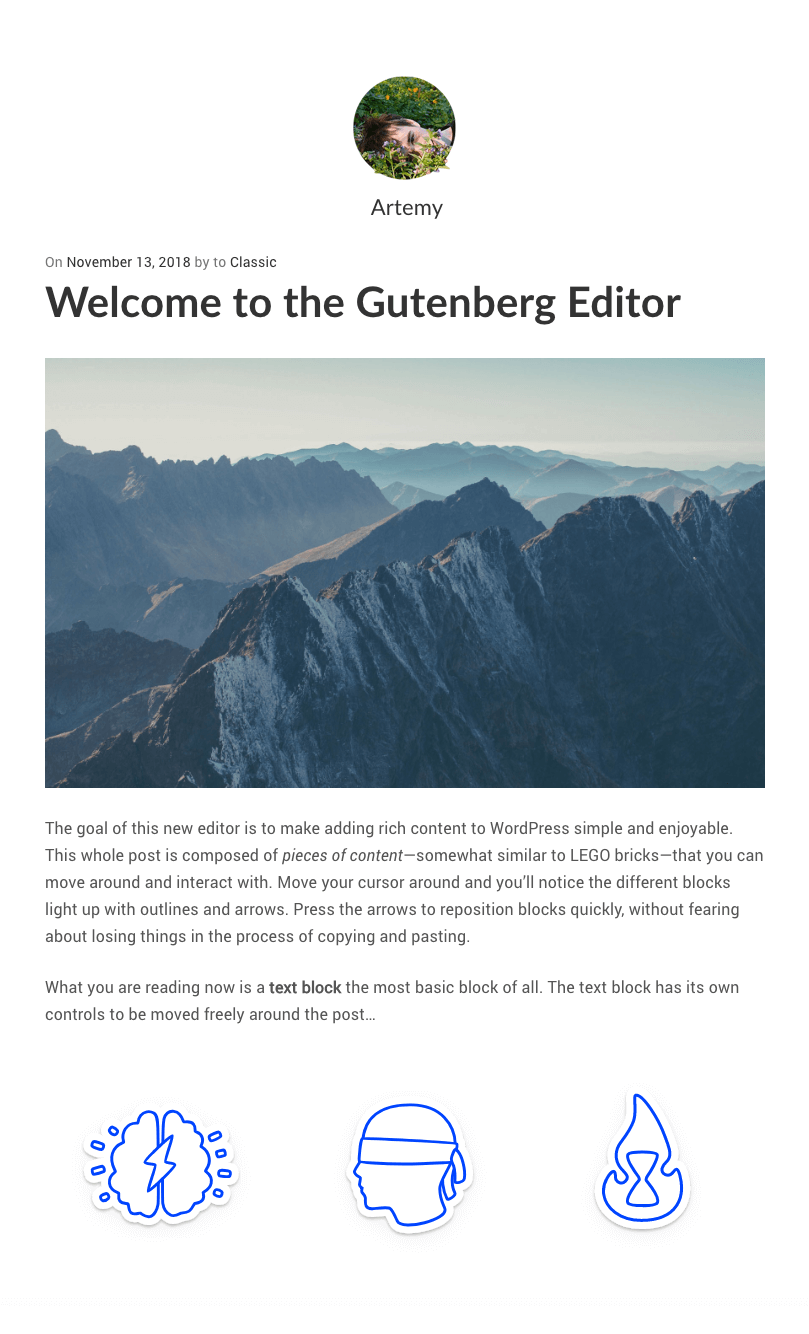 Artemy
On November 13, 2018 by to Classic
Welcome to the Gutenberg Editor
The goal of this new editor is to make adding rich content to WordPress simple and enjoyable.
This whole post is composed of pieces of content—somewhat similar to LEGO bricks—that you can
move around and interact with. Move your cursor around and you’ll notice the different blocks
light up with outlines and arrows. Press the arrows to reposition blocks quickly, without fearing
about losing things in the process of copying and pasting.
What you are reading now is a text block the most basic block of all. The text block has its own
controls to be moved freely around the post…